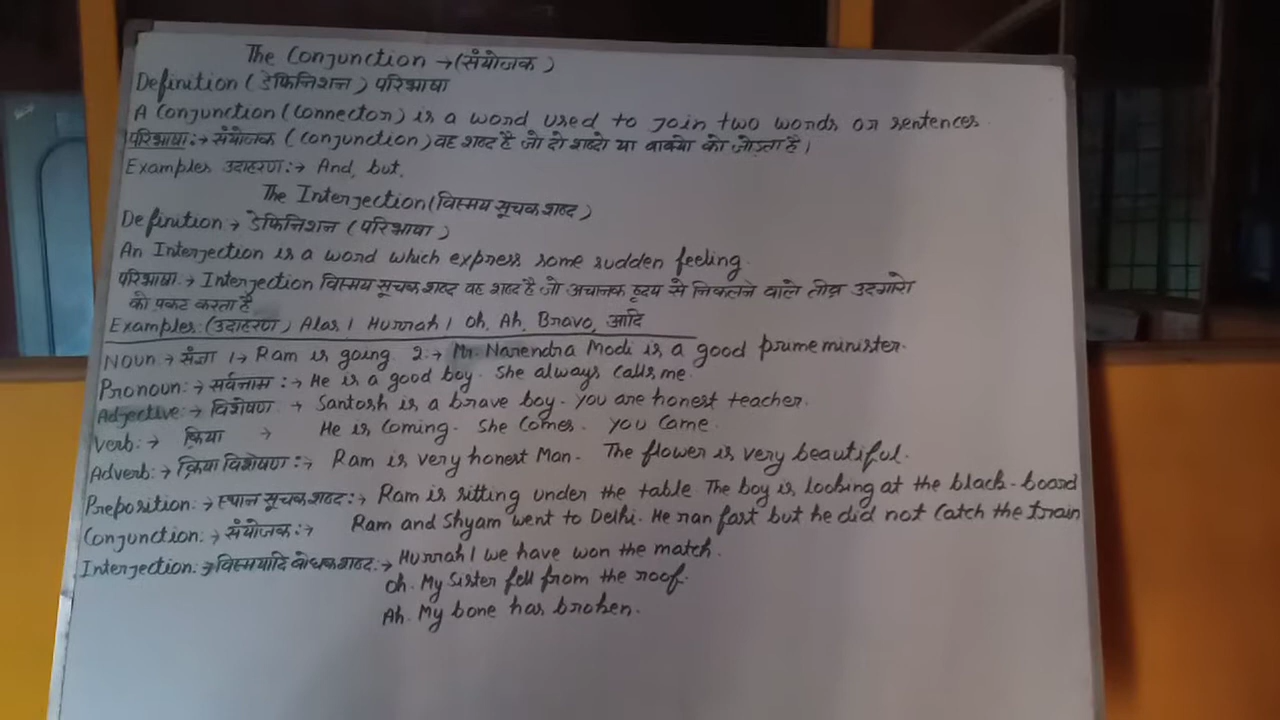 The Conjunction → (संयोजक)
Definition (डेफिनिशन) परिभाषा
A Conjunction (Connector) is a word used to join two words or sentences
परिभाषा :→ संयोजक (Conjunction) वह शब्द है जो दो शब्दो या वाक्यो को जोड़ता है।
Examples उदाहरण :→ And, but,
The Interjection (विस्मय सूचक शब्द)
Definition → डेफिनिशन (परिभाषा)
An Interjection is a word which express some sudden feeling.
परिभाषा :→ Interjection विस्मय सूचक शब्द वह शब्द है जो अचानक हृदय से निकलने वाले तीव्र उदगारो
को प्रकट करता है
Examples: (उदाहरण) Alas! Hurrah! Oh, Ah, Bravo, आदि
Noun → संज्ञा 1→ Ram is going. 2.→ Mr. Narendra Modi is a good prime minister.
Pronoun :→ सर्वनाम :→ He is a good boy. She always calls me.
Adjective :→ विशेषण → Santosh is a brave boy. You are honest teacher.
Verb :→ क्रिया → He is coming. She comes. You come.
Adverb :→ क्रिया विशेषण :→ Ram is very honest Man. The flower is very beautiful.
Preposition :→ स्थान सूचक शब्द :→ Ram is sitting under the table. The boy is looking at the black-board
Conjunction :→ संयोजक :→ Ram and Shyam went to Delhi. He ran fast but he did not catch the train
Interjection :→ विस्मयादि बोधक शब्द :→ Hurrah! we have won the match.
Oh. My sister fell from the roof.
Ah. My bone has broken.